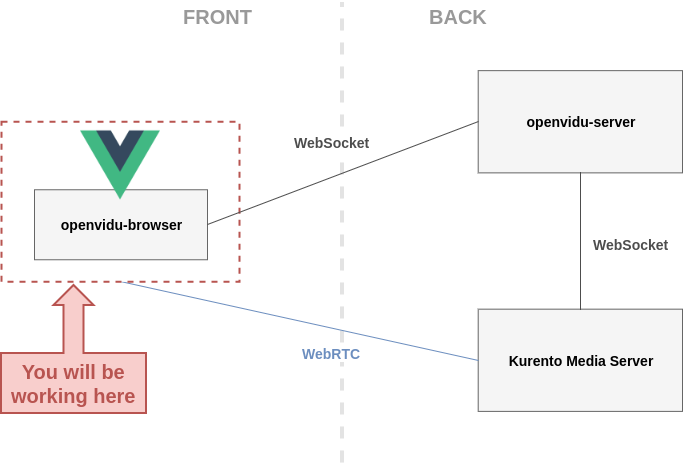 FRONT
BACK
openvidu-server
WebSocket
openvidu-browser
WebSocket
WebRTC
Kurento Media Server
You will be
working here